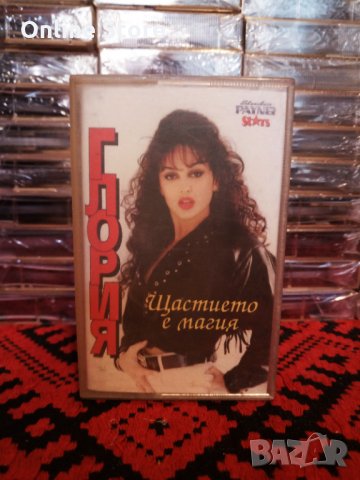 Online Store
PAYNER
STARS
ГЛОРИЯ
Щастието
е магия
BAZAR